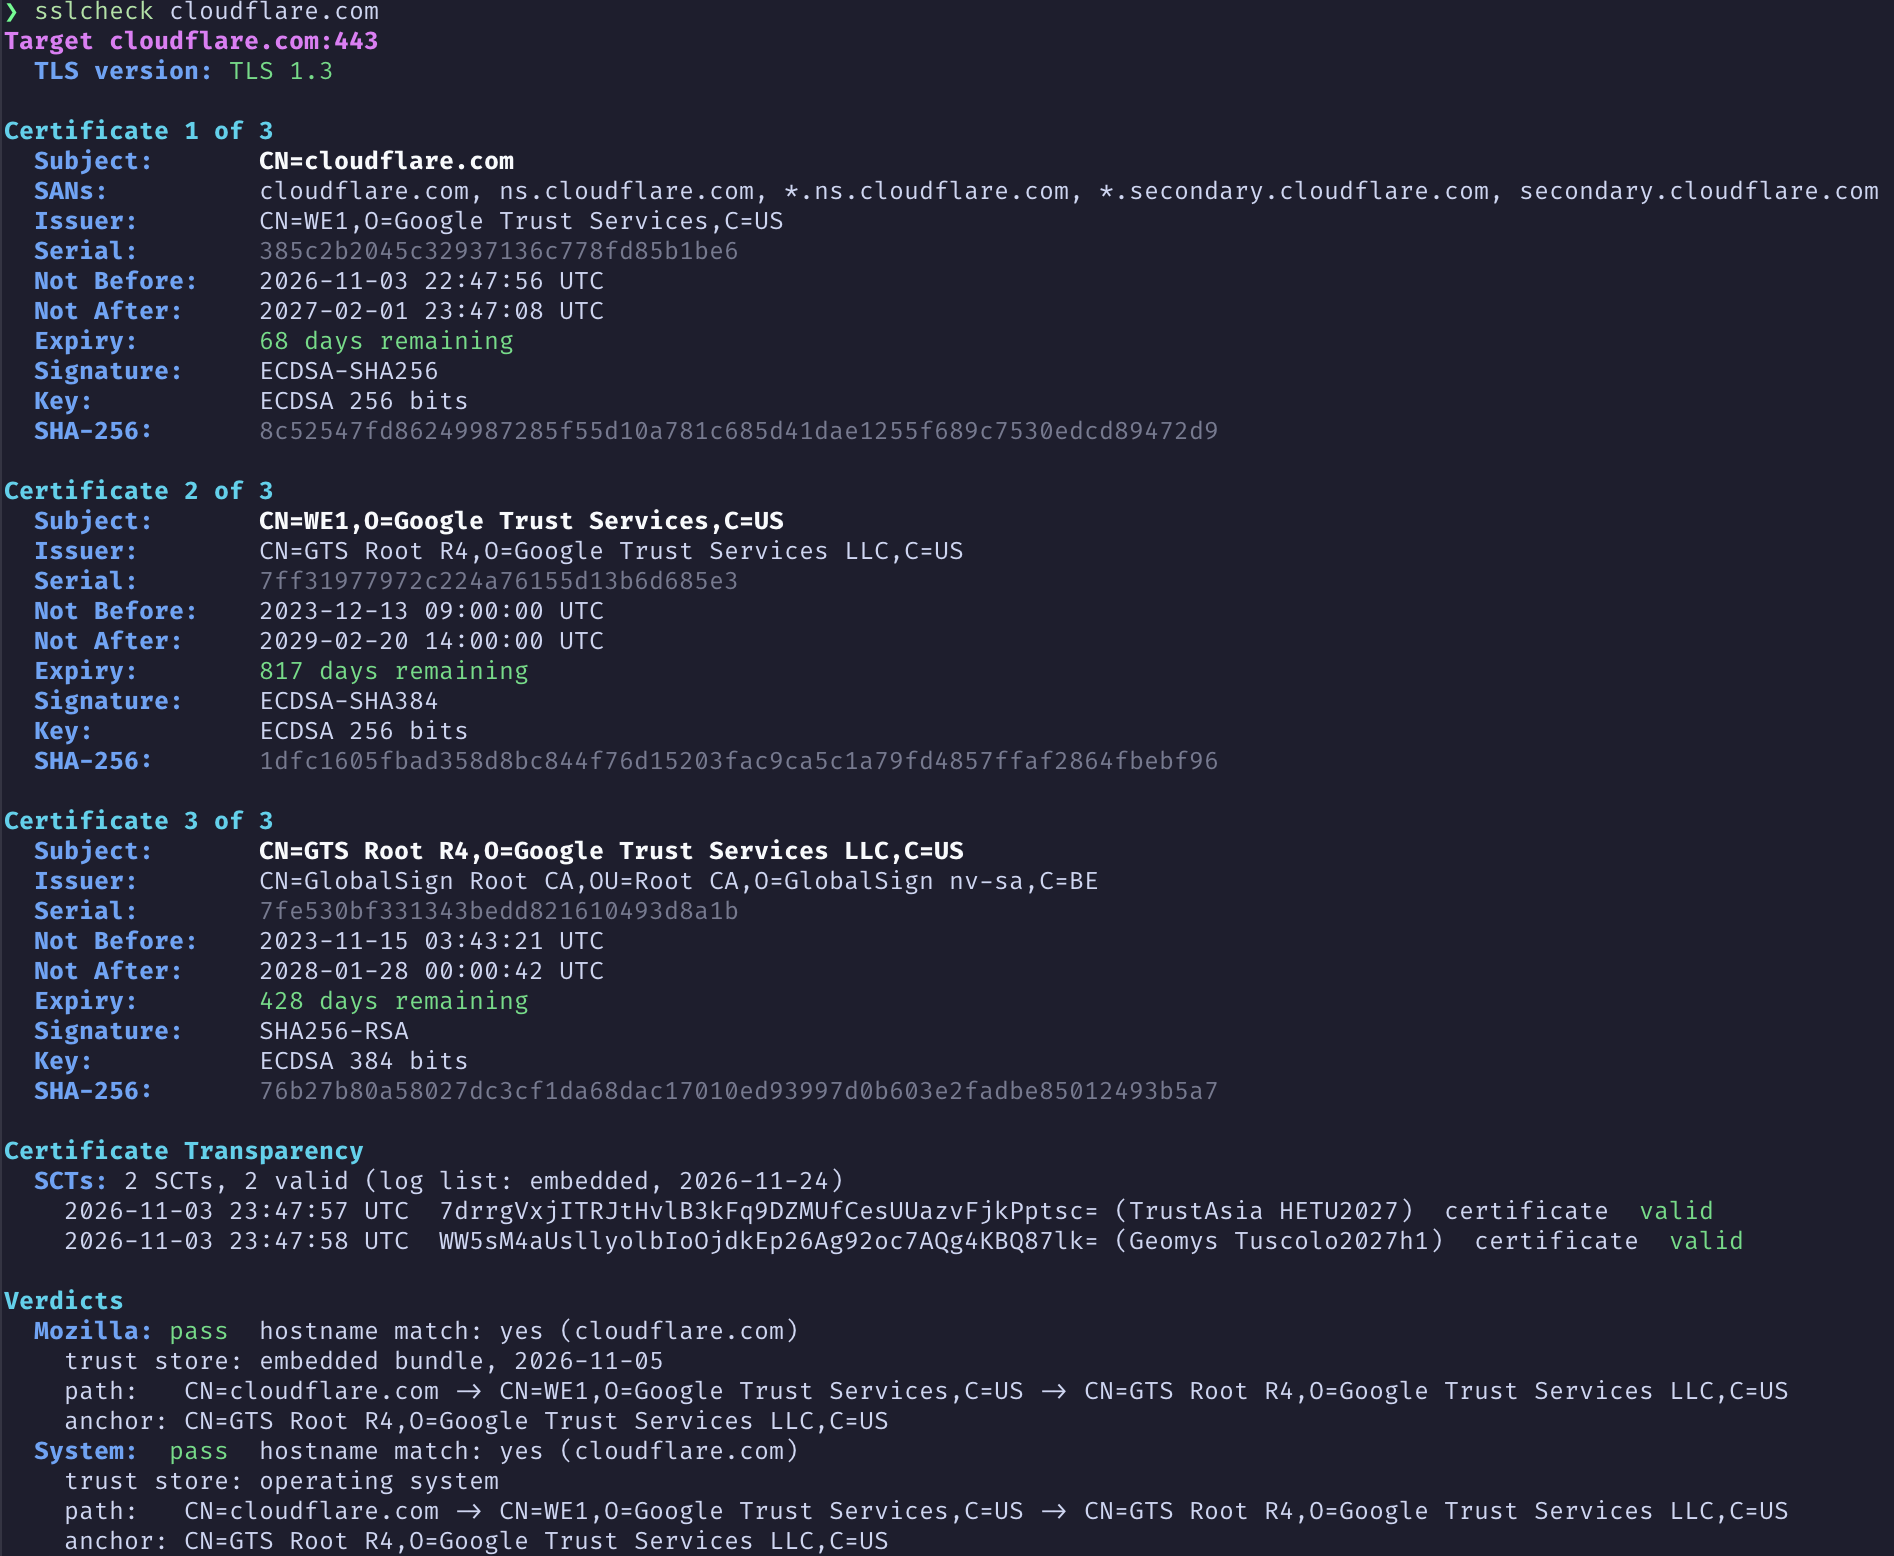 ❯ sslcheck cloudflare.com
Target cloudflare.com:443
TLS version: TLS 1.3
Certificate 1 of 3
Subject: CN=cloudflare.com
SANs: cloudflare.com, ns.cloudflare.com, *.ns.cloudflare.com, *.secondary.cloudflare.com, secondary.cloudflare.com
Issuer: CN=WE1,O=Google Trust Services,C=US
Serial: 385c2b2045c32937136c778fd85b1be6
Not Before: 2026-11-03 22:47:56 UTC
Not After: 2027-02-01 23:47:08 UTC
Expiry: 68 days remaining
Signature: ECDSA-SHA256
Key: ECDSA 256 bits
SHA-256: 8c52547fd86249987285f55d10a781c685d41dae1255f689c7530edcd89472d9
Certificate 2 of 3
Subject: CN=WE1,O=Google Trust Services,C=US
Issuer: CN=GTS Root R4,O=Google Trust Services LLC,C=US
Serial: 7ff31977972c224a76155d13b6d685e3
Not Before: 2023-12-13 09:00:00 UTC
Not After: 2029-02-20 14:00:00 UTC
Expiry: 817 days remaining
Signature: ECDSA-SHA384
Key: ECDSA 256 bits
SHA-256: 1dfc1605fbad358d8bc844f76d15203fac9ca5c1a79fd4857ffaf2864fbebf96
Certificate 3 of 3
Subject: CN=GTS Root R4,O=Google Trust Services LLC,C=US
Issuer: CN=GlobalSign Root CA,OU=Root CA,O=GlobalSign nv-sa,C=BE
Serial: 7fe530bf331343bedd821610493d8a1b
Not Before: 2023-11-15 03:43:21 UTC
Not After: 2028-01-28 00:00:42 UTC
Expiry: 428 days remaining
Signature: SHA256-RSA
Key: ECDSA 384 bits
SHA-256: 76b27b80a58027dc3cf1da68dac17010ed93997d0b603e2fadbe85012493b5a7
Certificate Transparency
SCTs: 2 SCTs, 2 valid (log list: embedded, 2026-11-24)
2026-11-03 23:47:57 UTC 7drrgVxjITRJtHvlB3kFq9DZMUfCesUUazvFjkPptsc= (TrustAsia HETU2027) certificate valid
2026-11-03 23:47:58 UTC WW5sM4aUsllyolbIoOjdkEp26Ag92oc7AQg4KBQ87lk= (Geomys Tuscolo2027h1) certificate valid
Verdicts
Mozilla: pass hostname match: yes (cloudflare.com)
trust store: embedded bundle, 2026-11-05
path: CN=cloudflare.com → CN=WE1,O=Google Trust Services,C=US → CN=GTS Root R4,O=Google Trust Services LLC,C=US
anchor: CN=GTS Root R4,O=Google Trust Services LLC,C=US
System: pass hostname match: yes (cloudflare.com)
trust store: operating system
path: CN=cloudflare.com → CN=WE1,O=Google Trust Services,C=US → CN=GTS Root R4,O=Google Trust Services LLC,C=US
anchor: CN=GTS Root R4,O=Google Trust Services LLC,C=US